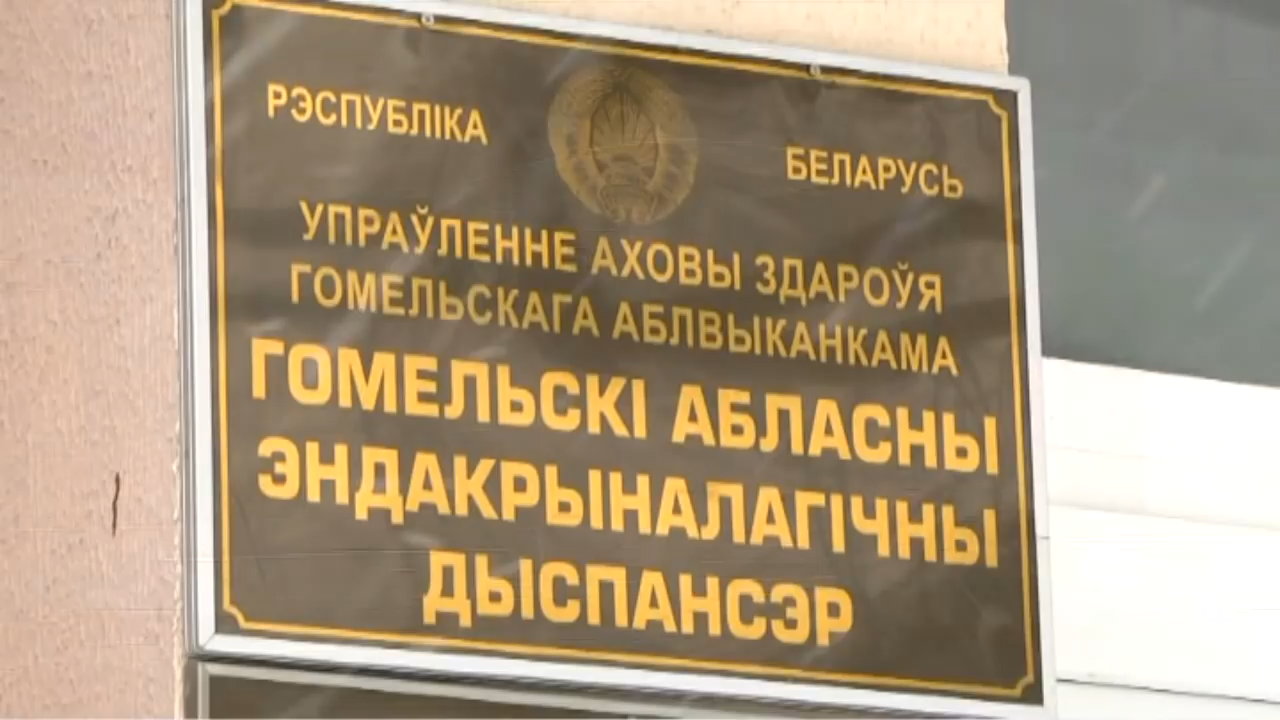 РЭСПУБЛІКА БЕЛАРУСЬ
УПРАЎЛЕННЕ АХОВЫ ЗДАРОЎЯ
ГОМЕЛЬСКАГА АБЛВЫКАНКАМА
ГОМЕЛЬСКІ АБЛАСНЫ
ЭНДАКРЫНАЛАГІЧНЫ
ДЫСПАНСЭР